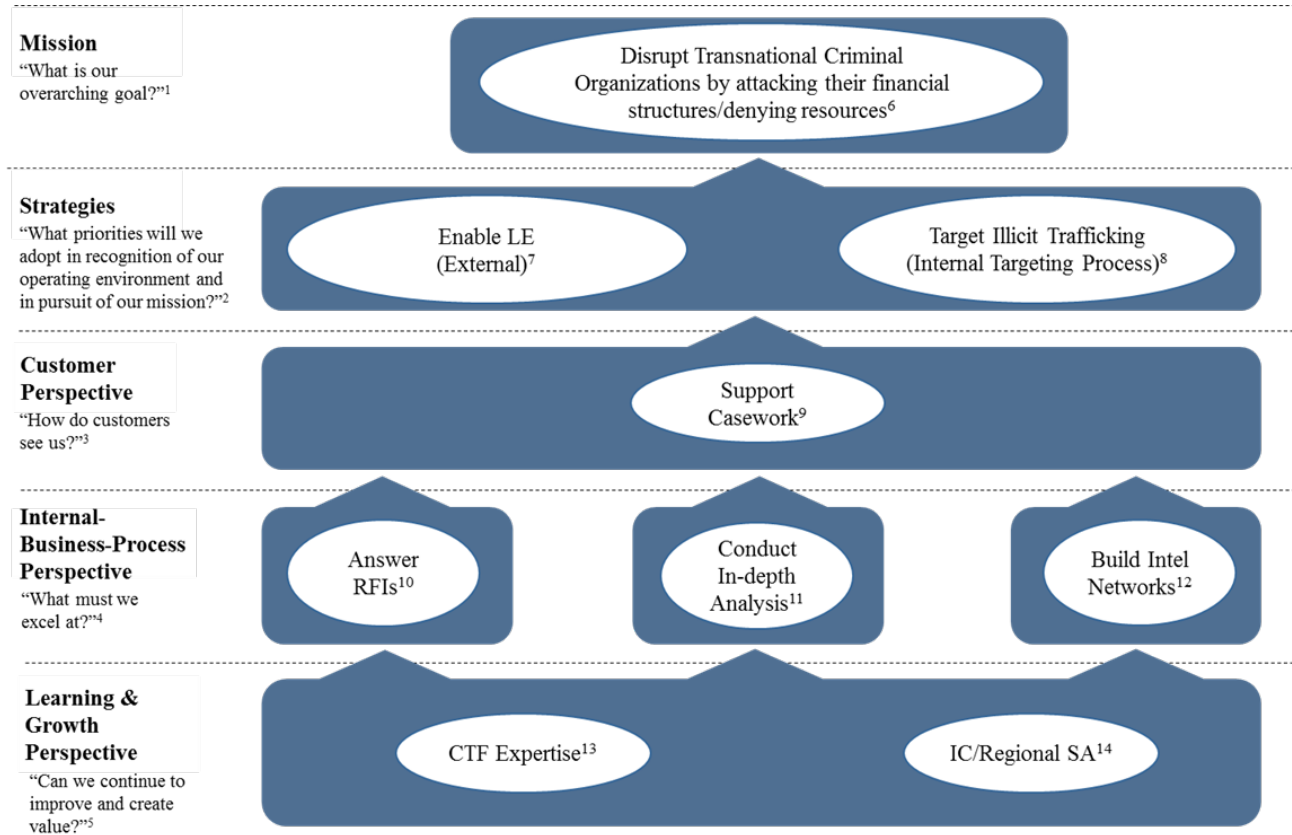 Mission
“What is our
overarching goal?”¹
Disrupt Transnational Criminal
Organizations by attacking their financial
structures/denying resources⁶
Strategies
“What priorities will we
adopt in recognition of our
operating environment and
in pursuit of our mission?”²
Enable LE
(External)⁷
Target Illicit Trafficking
(Internal Targeting Process)⁸
Customer
Perspective
“How do customers
see us?”³
Support
Casework⁹
Internal-
Business-Process
Perspective
“What must we
excel at?”⁴
Answer
RFIs¹⁰
Conduct
In-depth
Analysis¹¹
Build Intel
Networks¹²
Learning &
Growth
Perspective
“Can we continue to
improve and create
value?”⁵
CTF Expertise¹³
IC/Regional SA¹⁴